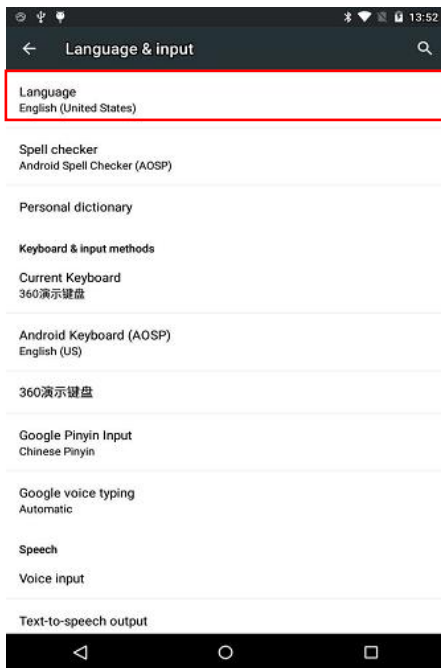 13:52
Language & input
Language
English (United States)
Spell checker
Android Spell Checker (AOSP)
Personal dictionary
Keyboard & input methods
Current Keyboard
360演示键盘
Android Keyboard (AOSP)
English (US)
360演示键盘
Google Pinyin Input
Chinese Pinyin
Google voice typing
Automatic
Speech
Voice input
Text-to-speech output